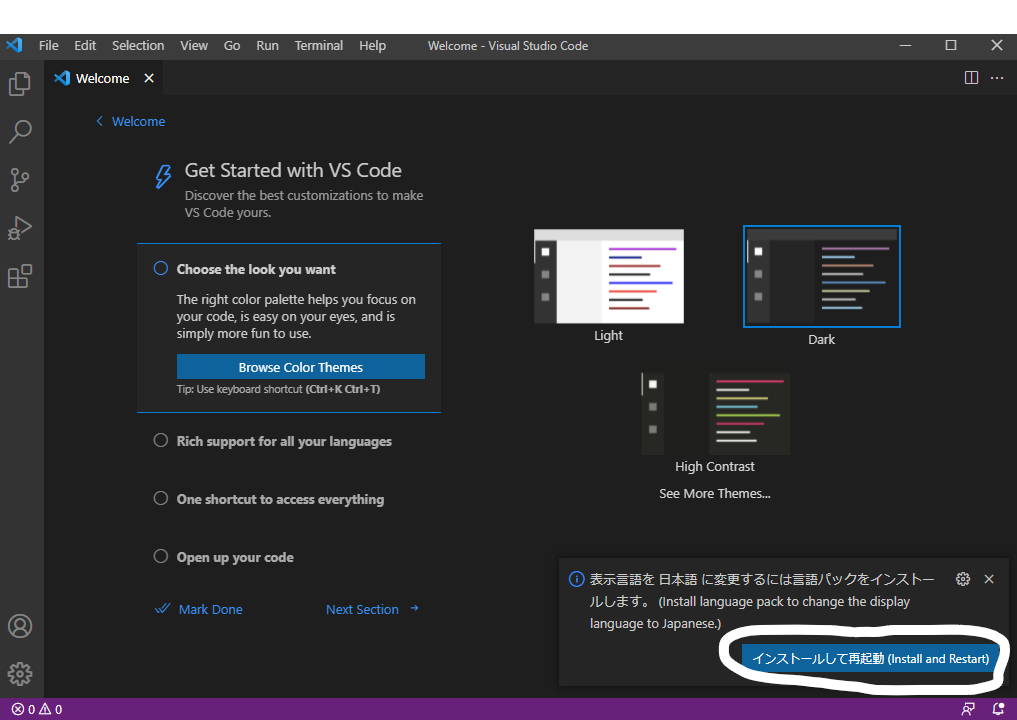 File Edit Selection View Go Run Terminal Help Welcome - Visual Studio Code
Welcome
Welcome
Get Started with VS Code
Discover the best customizations to make
VS Code yours.
Choose the look you want
The right color palette helps you focus on
your code, is easy on your eyes, and is
simply more fun to use.
Browse Color Themes
Tip: Use keyboard shortcut (Ctrl+K Ctrl+T)
Rich support for all your languages
One shortcut to access everything
Open up your code
Mark Done Next Section
Light
Dark
High Contrast
See More Themes...
表示言語を 日本語 に変更するには言語パックをインストー
ルします。 (Install language pack to change the display
language to Japanese.)
インストールして再起動 (Install and Restart)
0 0